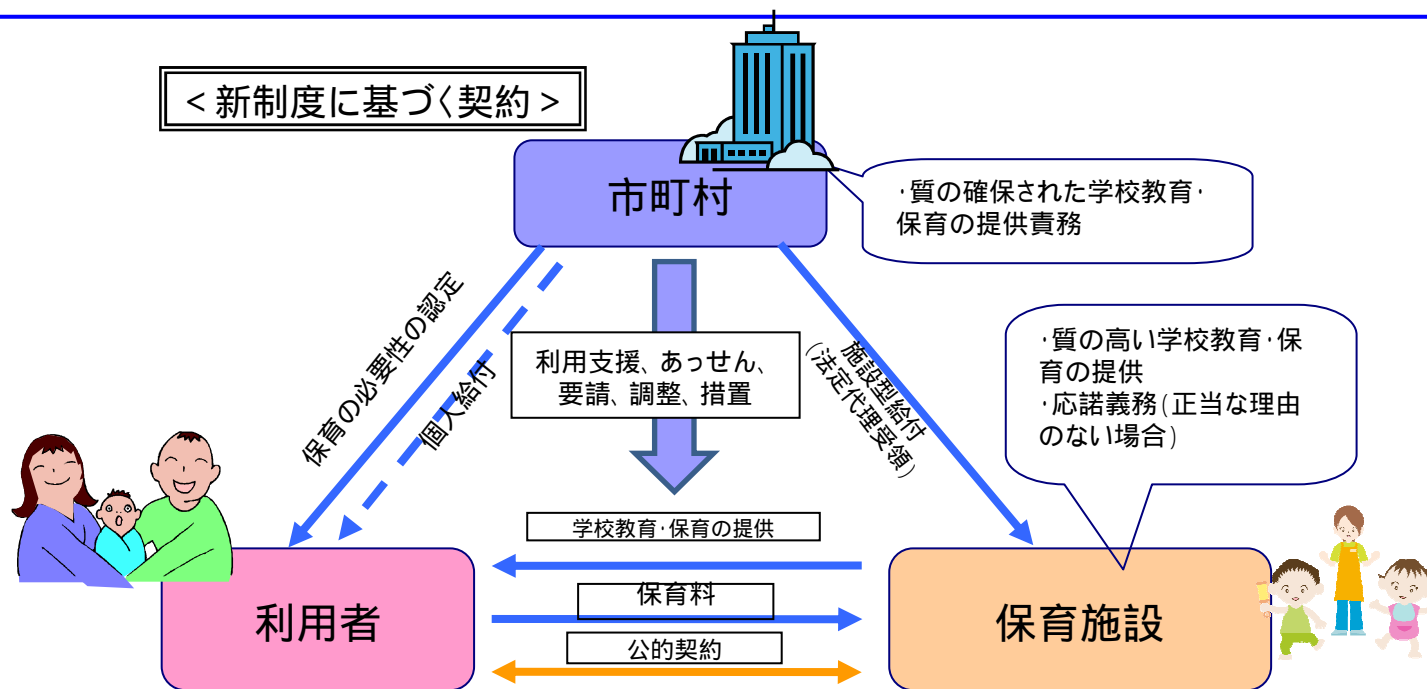 <新制度に基づく契約>
市町村
・質の確保された学校教育・
保育の提供責務
保育の必要性の認定
個人給付
利用支援、あっせん、
要請、調整、措置
施設型給付
(法定代理受領)
・質の高い学校教育・保
育の提供
・応諾義務(正当な理由
のない場合)
学校教育・保育の提供
保育料
公的契約
利用者
保育施設